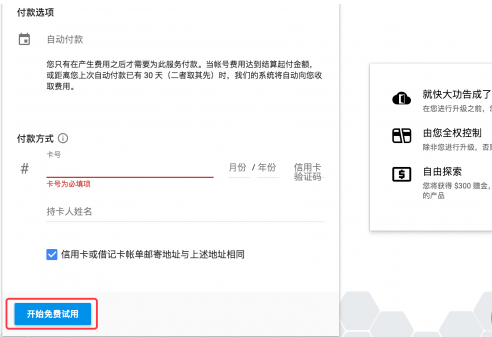 付款选项
自动付款
您只有在产生费用之后才需要为此服务付款。当帐号费用达到结算起付金额，
或距离您上次自动付款已有 30 天（二者取其先）时，我们的系统将自动向您收
取费用。
付款方式
卡号
# 月份 / 年份 信用卡
验证码
卡号为必填项
持卡人姓名
信用卡或借记卡帐单邮寄地址与上述地址相同
开始免费试用
就快大功告成了
在您进行升级之前，
由您全权控制
除非您进行升级，否
自由探索
您将获得 $300 赠金，
的产品